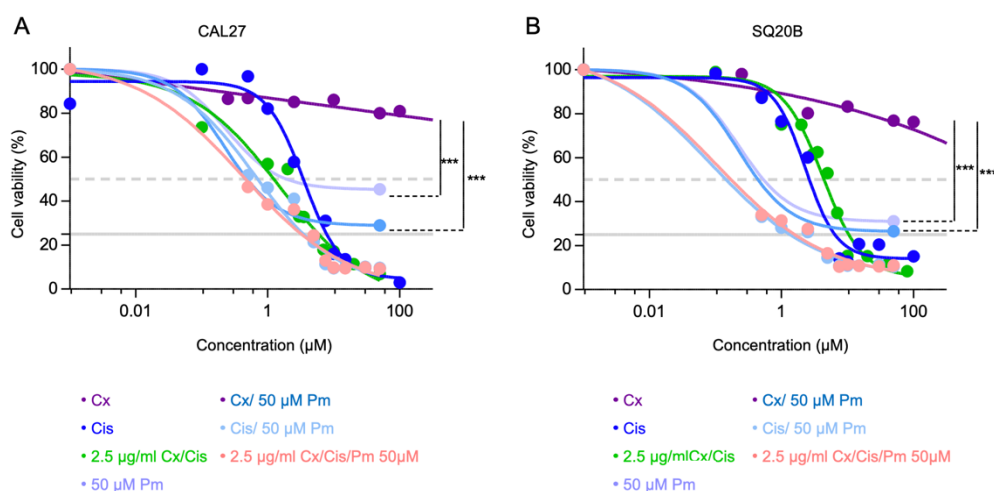 A
CAL27
Cell viability (%)
100
80
60
40
20
0
***
***
0.01
1
100
Concentration (µM)
• Cx
• Cx/ 50 µM Pm
• Cis
• Cis/ 50 µM Pm
• 2.5 µg/ml Cx/Cis
• 2.5 µg/ml Cx/Cis/Pm 50µM
• 50 µM Pm
B
SQ20B
Cell viability (%)
100
80
60
40
20
0
***
***
0.01
1
100
Concentration (µM)
• Cx
• Cx/ 50 µM Pm
• Cis
• Cis/ 50 µM Pm
• 2.5 µg/mlCx/Cis
• 2.5 µg/ml Cx/Cis/Pm 50µM
• 50 µM Pm